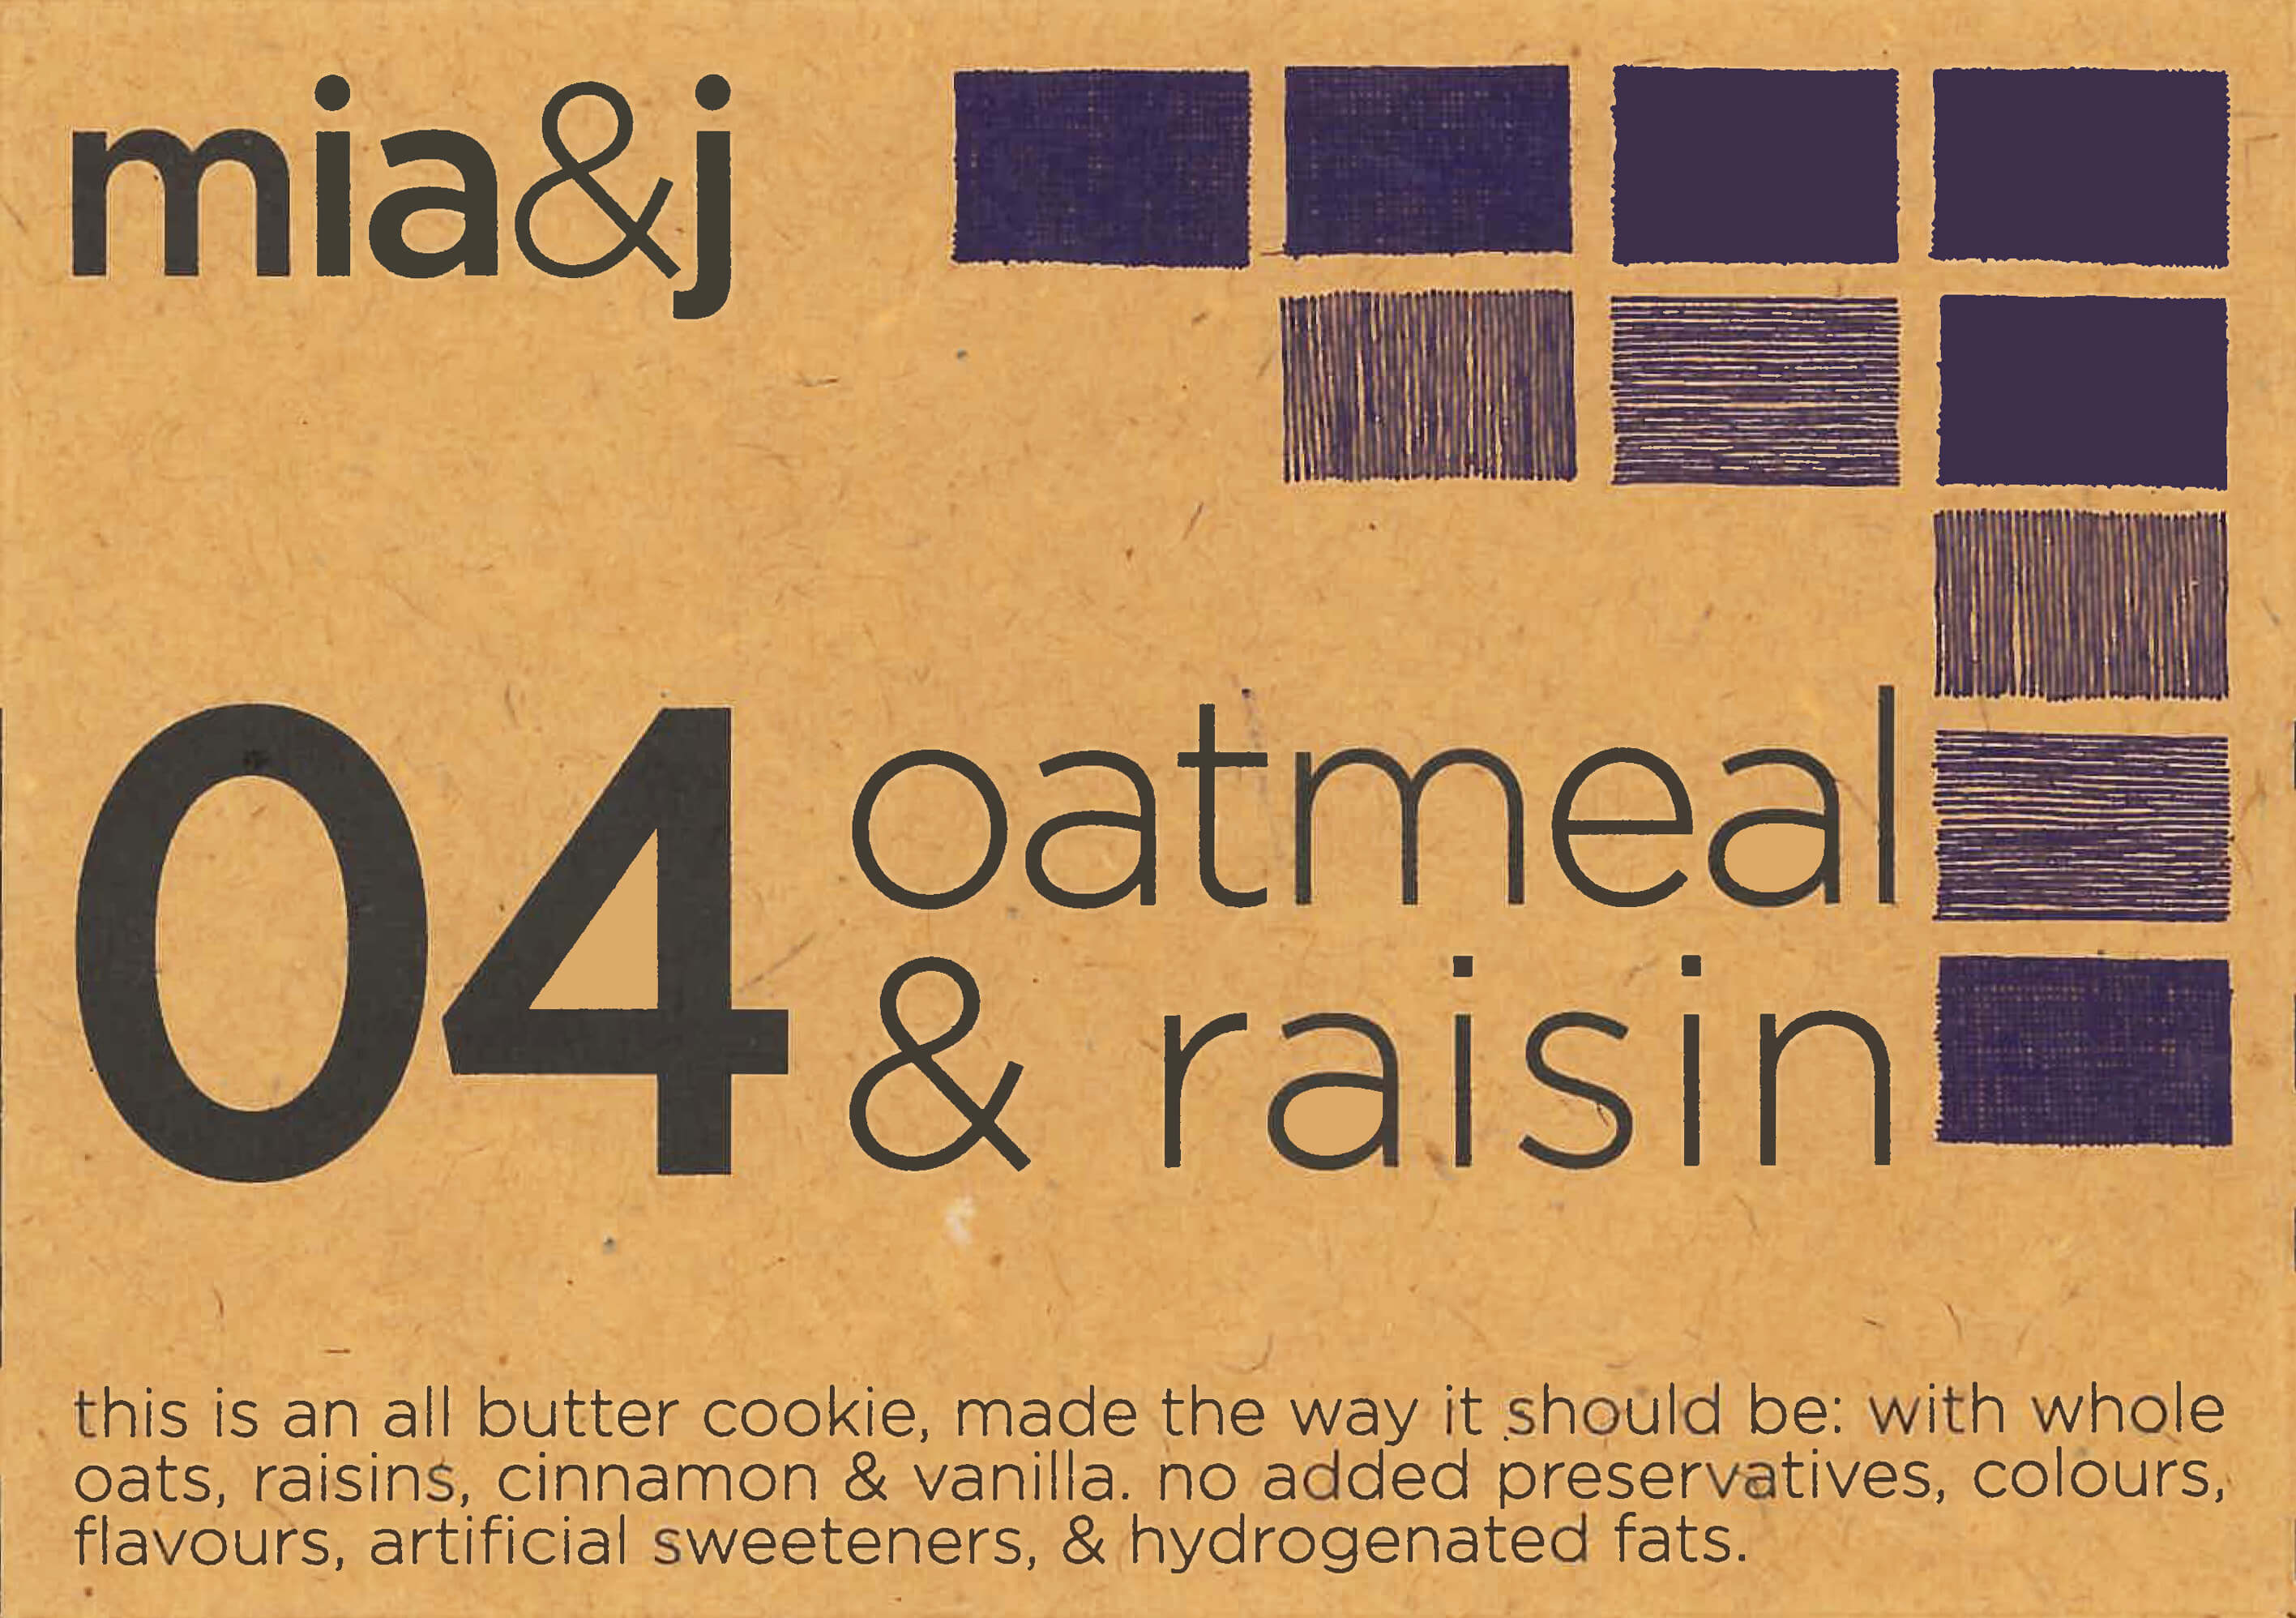 mia&j
04 oatmeal
& raisin
this is an all butter cookie, made the way it should be: with whole
oats, raisins, cinnamon & vanilla. no added preservatives, colours,
flavours, artificial sweeteners, & hydrogenated fats.